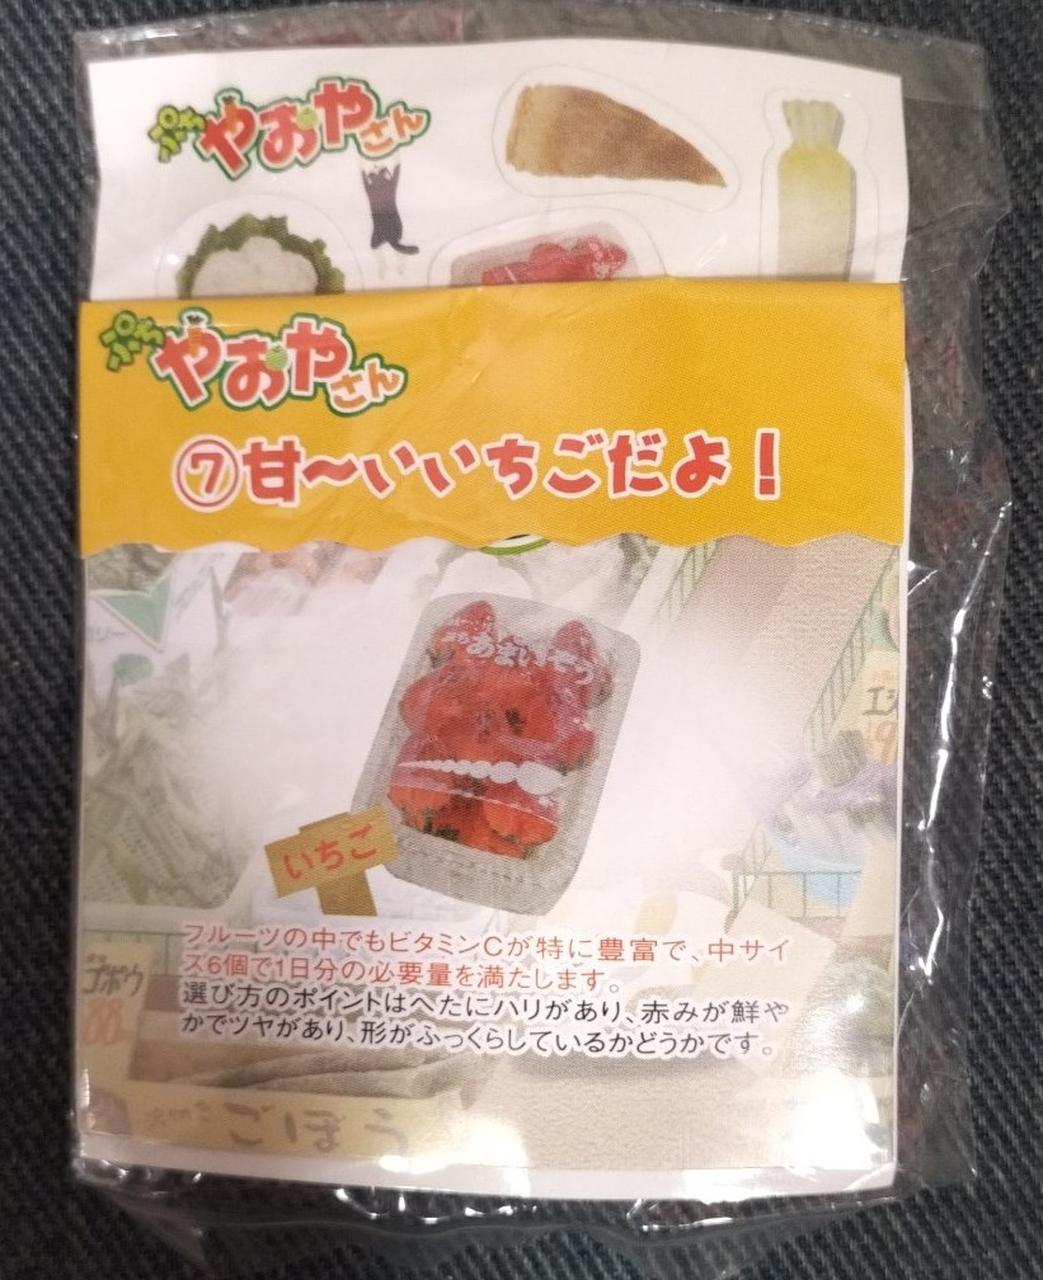 ぷち やおやさん
ぷち やおやさん
⑦甘〜いいちごだよ！
あまい
いちご
フルーツの中でもビタミンCが特に豊富で、中サイ
ズ6個で1日分の必要量を満たします。
選び方のポイントはへたにハリがあり、赤みが鮮や
かでツヤがあり、形がふっくらしているかどうかです。
ゴボウ
88
ごぼう